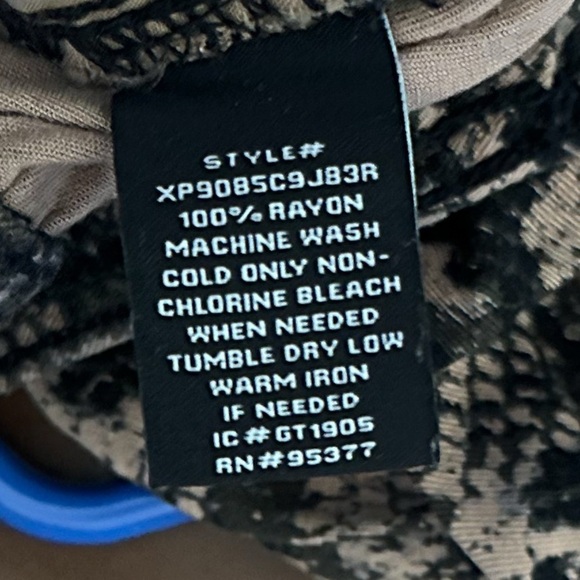 STYLE#
XP9085C9J83R
100% RAYON
MACHINE WASH
COLD ONLY NON-
CHLORINE BLEACH
WHEN NEEDED
TUMBLE DRY LOW
WARM IRON
IF NEEDED
IC#GT1905
RN#95377